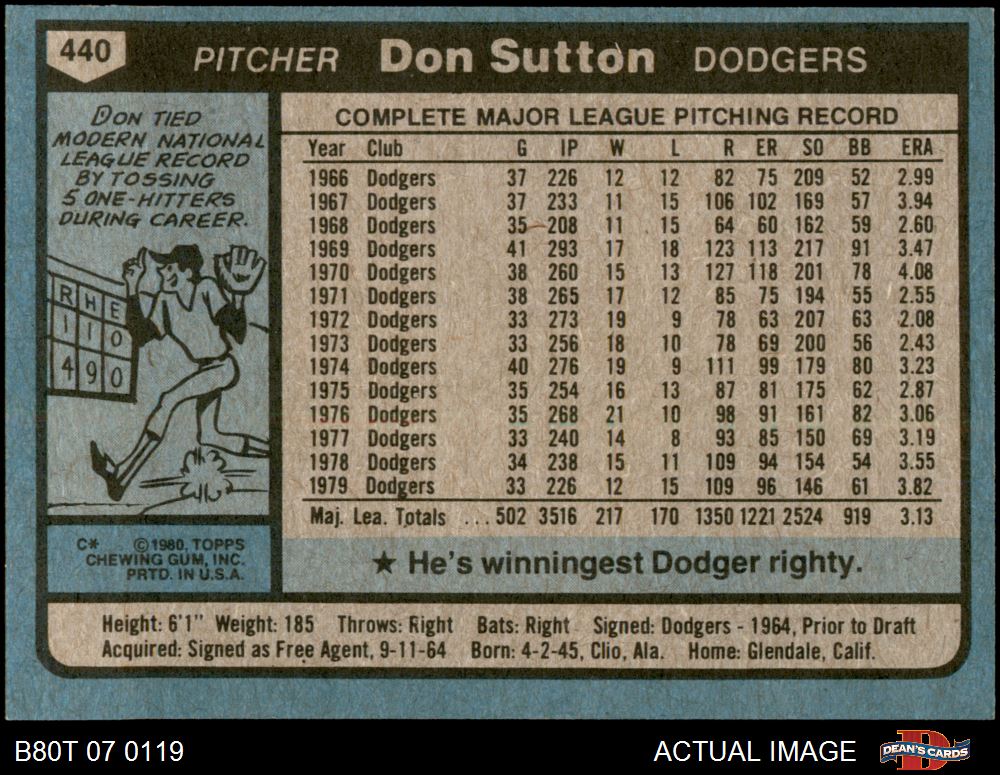 440 PITCHER Don Sutton DODGERS
DON TIED
MODERN NATIONAL
LEAGUE RECORD
BY TOSSING
5 ONE-HITTERS
DURING CAREER.
R H E
1 1 0
4 9 0
C* ©1980. TOPPS
CHEWING GUM, INC.
PRTD. IN U.S.A.
COMPLETE MAJOR LEAGUE PITCHING RECORD
Year Club G IP W L R ER SO BB ERA
1966 Dodgers 37 226 12 12 82 75 209 52 2.99
1967 Dodgers 37 233 11 15 106 102 169 57 3.94
1968 Dodgers 35 208 11 15 64 60 162 59 2.60
1969 Dodgers 41 293 17 18 123 113 217 91 3.47
1970 Dodgers 38 260 15 13 127 118 201 78 4.08
1971 Dodgers 38 265 17 12 85 75 194 55 2.55
1972 Dodgers 33 273 19 9 78 63 207 63 2.08
1973 Dodgers 33 256 18 10 78 69 200 56 2.43
1974 Dodgers 40 276 19 9 111 99 179 80 3.23
1975 Dodgers 35 254 16 13 87 81 175 62 2.87
1976 Dodgers 35 268 21 10 98 91 161 82 3.06
1977 Dodgers 33 240 14 8 93 85 150 69 3.19
1978 Dodgers 34 238 15 11 109 94 154 54 3.55
1979 Dodgers 33 226 12 15 109 96 146 61 3.82
Maj. Lea. Totals ... 502 3516 217 170 1350 1221 2524 919 3.13
★ He's winningest Dodger righty.
Height: 6'1" Weight: 185 Throws: Right Bats: Right Signed: Dodgers - 1964, Prior to Draft
Acquired: Signed as Free Agent, 9-11-64 Born: 4-2-45, Clio, Ala. Home: Glendale, Calif.
B80T 07 0119 ACTUAL IMAGE DEAN'S CARDS